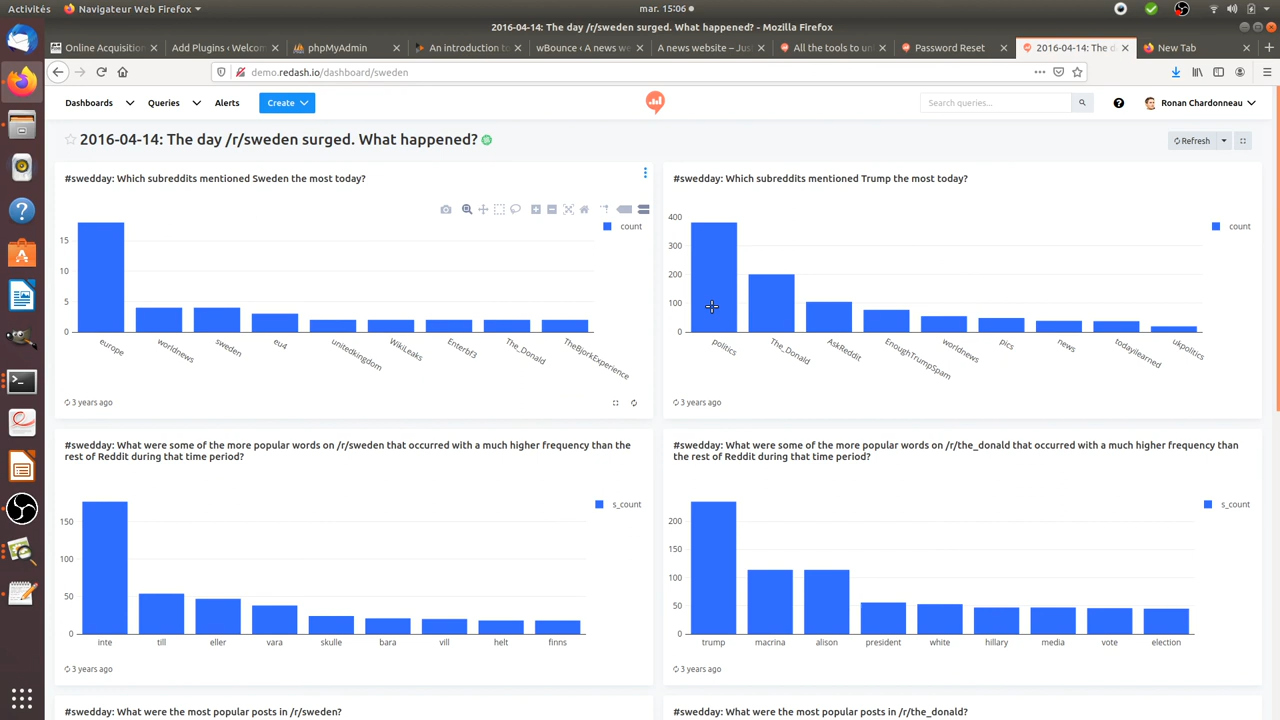 Activités Navigateur Web Firefox mar. 15:06
2016-04-14: The day /r/sweden surged. What happened? - Mozilla Firefox
Online Acquisition Add Plugins ‹ Welcom phpMyAdmin An introduction to wBounce ‹ A news we A news website – Just All the tools to unl Password Reset 2016-04-14: The d New Tab
demo.redash.io/dashboard/sweden
Dashboards Queries Alerts Create Search queries... Ronan Chardonneau
2016-04-14: The day /r/sweden surged. What happened? Refresh
#swedday: Which subreddits mentioned Sweden the most today?
count
15
10
5
0
europe worldnews sweden eu4 unitedkingdom WikiLeaks Enterbf3 The_Donald TheBjorkExperience
3 years ago
#swedday: Which subreddits mentioned Trump the most today?
count
400
300
200
100
0
politics The_Donald AskReddit EnoughTrumpSpam worldnews pics news todayilearned ukpolitics
3 years ago
#swedday: What were some of the more popular words on /r/sweden that occurred with a much higher frequency than the
rest of Reddit during that time period?
s_count
150
100
50
0
inte till eller vara skulle bara vill helt finns
3 years ago
#swedday: What were some of the more popular words on /r/the_donald that occurred with a much higher frequency than
the rest of Reddit during that time period?
s_count
200
150
100
50
0
trump macrina alison president white hillary media vote election
3 years ago
#swedday: What were the most popular posts in /r/sweden?
#swedday: What were the most popular posts in /r/the_donald?